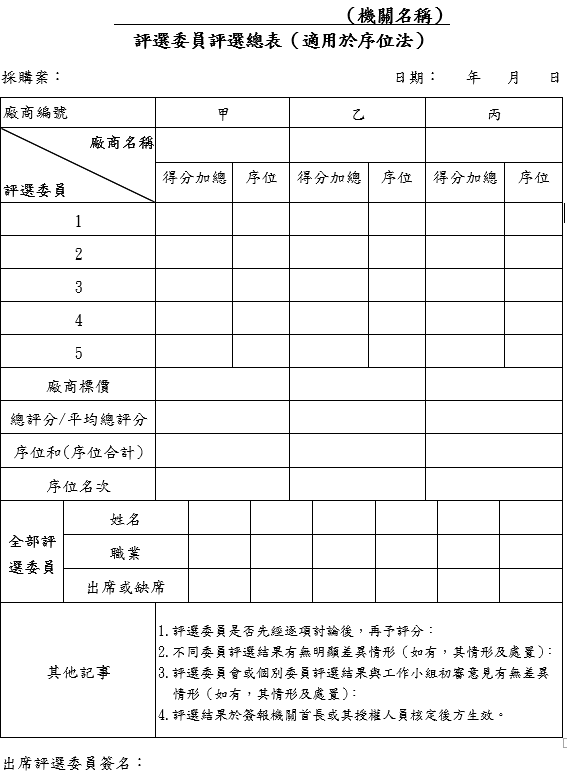 （機關名稱）
評選委員評選總表（適用於序位法）
採購案： 日期： 年 月 日
廠商編號 甲 乙 丙
廠商名稱
評選委員 得分加總 序位 得分加總 序位 得分加總 序位
1
2
3
4
5
廠商標價
總評分/平均總評分
序位和(序位合計)
序位名次
全部評選委員 姓名
職業
出席或缺席
其他記事
1.評選委員是否先經逐項討論後，再予評分：
2.不同委員評選結果有無明顯差異情形（如有，其情形及處置）：
3.評選委員會或個別委員評選結果與工作小組初審意見有無差異
情形（如有，其情形及處置）：
4.評選結果於簽報機關首長或其授權人員核定後方生效。
出席評選委員簽名：